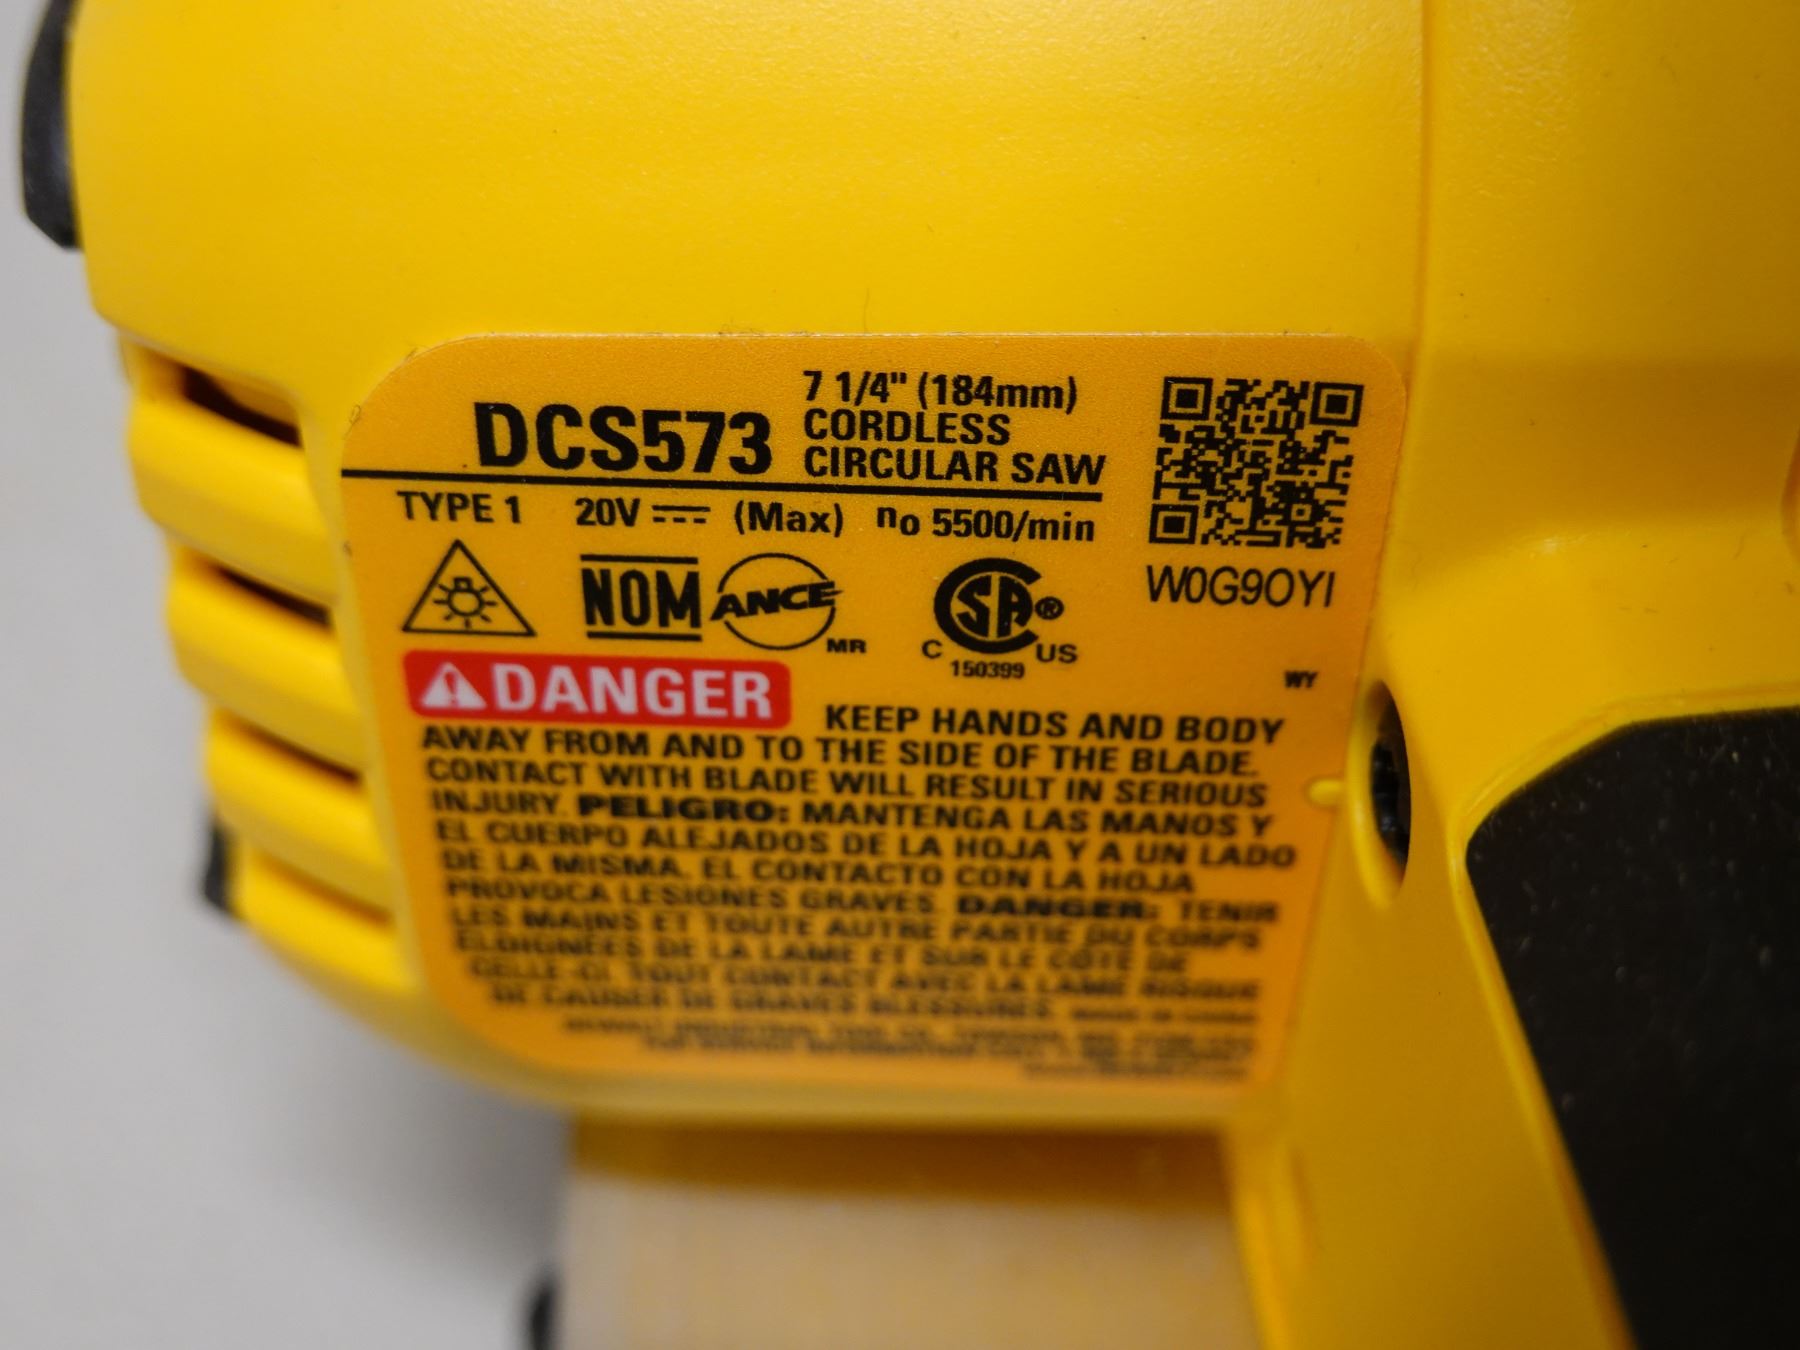 DCS573
7 1/4" (184mm)
CORDLESS
CIRCULAR SAW
TYPE 1 20V (Max) no 5500/min
NOM ANCE MR
CSA® C US
150399
W0G9OYI
WY
DANGER KEEP HANDS AND BODY
AWAY FROM AND TO THE SIDE OF THE BLADE.
CONTACT WITH BLADE WILL RESULT IN SERIOUS
INJURY. PELIGRO: MANTENGA LAS MANOS Y
EL CUERPO ALEJADOS DE LA HOJA Y A UN LADO
DE LA MISMA. EL CONTACTO CON LA HOJA
PROVOCA LESIONES GRAVES. DANGER: TENIR
LES MAINS ET TOUTE AUTRE PARTIE DU CORPS
ELOIGNÉES DE LA LAME ET SUR LE COTE DE
CELLE-CI. TOUT CONTACT AVEC LA LAME RISQUE
DE CAUSER DE GRAVES BLESSURES.